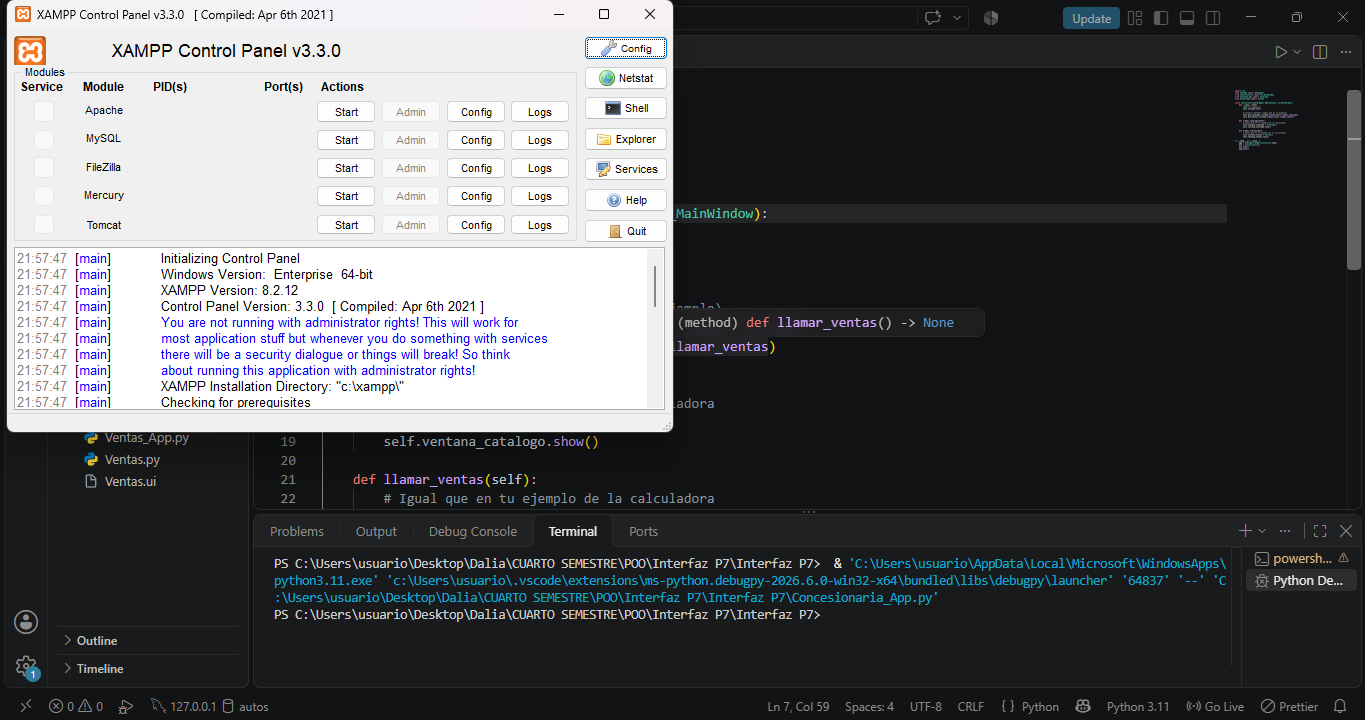 XAMPP Control Panel v3.3.0 [ Compiled: Apr 6th 2021 ]
Update
XAMPP Control Panel v3.3.0
Config
Modules
Service Module PID(s) Port(s) Actions
Netstat
Apache Start Admin Config Logs
Shell
MySQL Start Admin Config Logs
Explorer
FileZilla Start Admin Config Logs
Services
Mercury Start Admin Config Logs
Help
Tomcat Start Admin Config Logs
Quit
21:57:47 [main] Initializing Control Panel
21:57:47 [main] Windows Version: Enterprise 64-bit
21:57:47 [main] XAMPP Version: 8.2.12
21:57:47 [main] Control Panel Version: 3.3.0 [ Compiled: Apr 6th 2021 ]
21:57:47 [main] You are not running with administrator rights! This will work for
21:57:47 [main] most application stuff but whenever you do something with services
21:57:47 [main] there will be a security dialogue or things will break! So think
21:57:47 [main] about running this application with administrator rights!
21:57:47 [main] XAMPP Installation Directory: "c:\xampp\"
21:57:47 [main] Checking for prerequisites
_MainWindow):
(method) def llamar_ventas() -> None
llamar_ventas)
Ventas_App.py
Ventas.py
Ventas.ui
19 self.ventana_catalogo.show()
20
21 def llamar_ventas(self):
22 # Igual que en tu ejemplo de la calculadora
Problems Output Debug Console Terminal Ports
PS C:\Users\usuario\Desktop\Dalia\CUARTO SEMESTRE\POO\Interfaz P7\Interfaz P7> & 'C:\Users\usuario\AppData\Local\Microsoft\WindowsApps\
python3.11.exe' 'c:\Users\usuario\.vscode\extensions\ms-python.debugpy-2026.6.0-win32-x64\bundled\libs\debugpy\launcher' '64837' '--' 'C
:\Users\usuario\Desktop\Dalia\CUARTO SEMESTRE\POO\Interfaz P7\Interfaz P7\Concesionaria_App.py'
PS C:\Users\usuario\Desktop\Dalia\CUARTO SEMESTRE\POO\Interfaz P7\Interfaz P7>
powersh...
Python De...
Outline
Timeline
1
0 0 127.0.0.1 autos Ln 7, Col 59 Spaces: 4 UTF-8 CRLF { } Python Python 3.11 Go Live Prettier